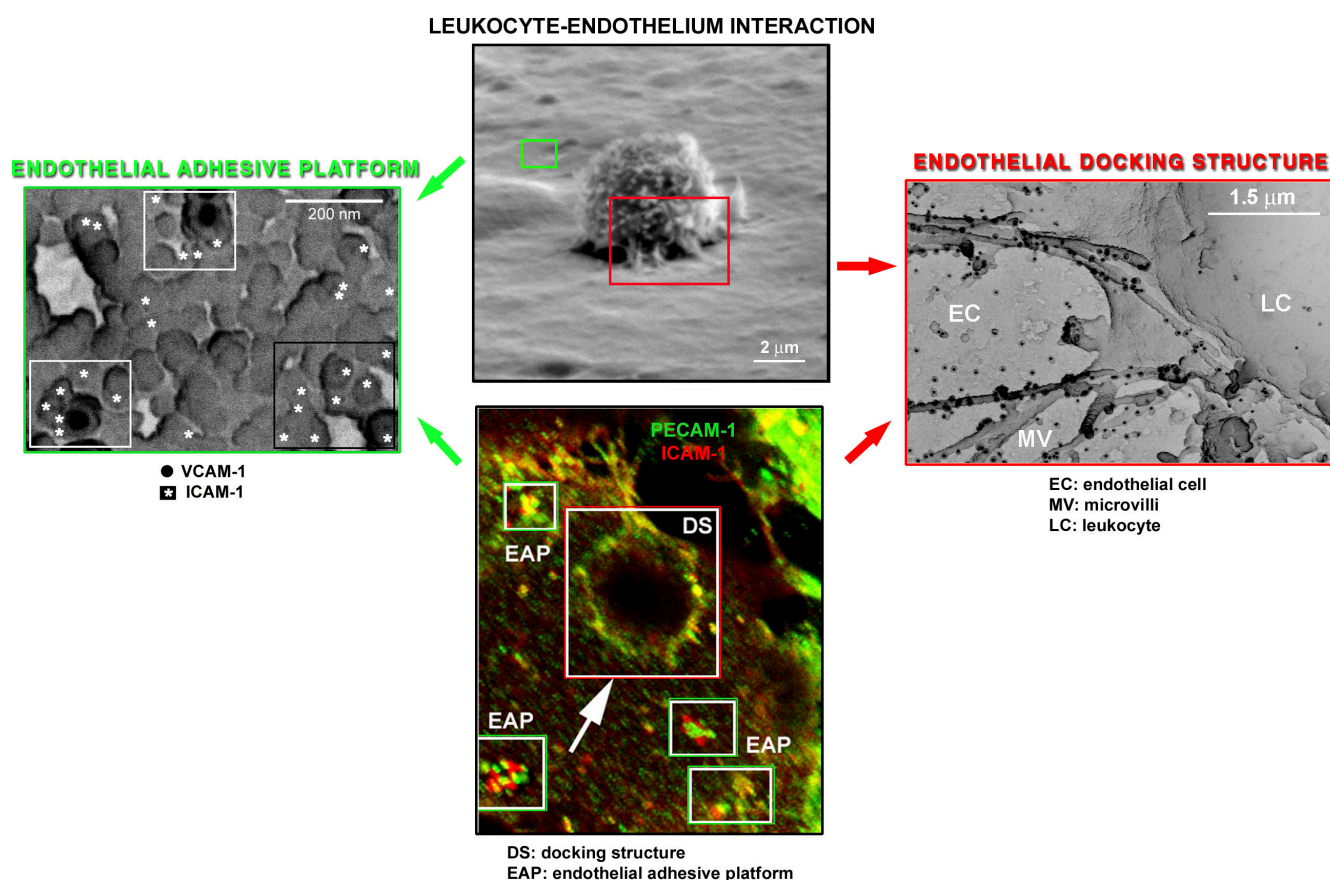 LEUKOCYTE-ENDOTHELIUM INTERACTION
ENDOTHELIAL ADHESIVE PLATFORM
200 nm
VCAM-1
ICAM-1
2 μm
ENDOTHELIAL DOCKING STRUCTURE
1.5 μm
EC
LC
MV
EC: endothelial cell
MV: microvilli
LC: leukocyte
PECAM-1
ICAM-1
DS
EAP
EAP
EAP
DS: docking structure
EAP: endothelial adhesive platform